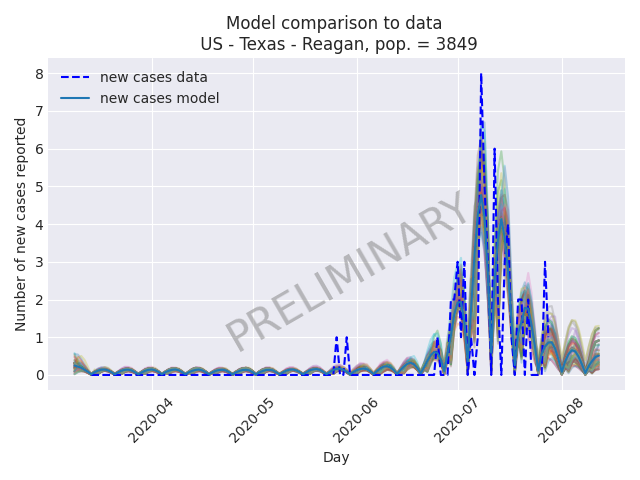 Model comparison to data
US - Texas - Reagan, pop. = 3849
new cases data
new cases model
Number of new cases reported
8
7
6
5
4
3
2
1
0
PRELIMINARY
2020-04
2020-05
2020-06
2020-07
2020-08
Day